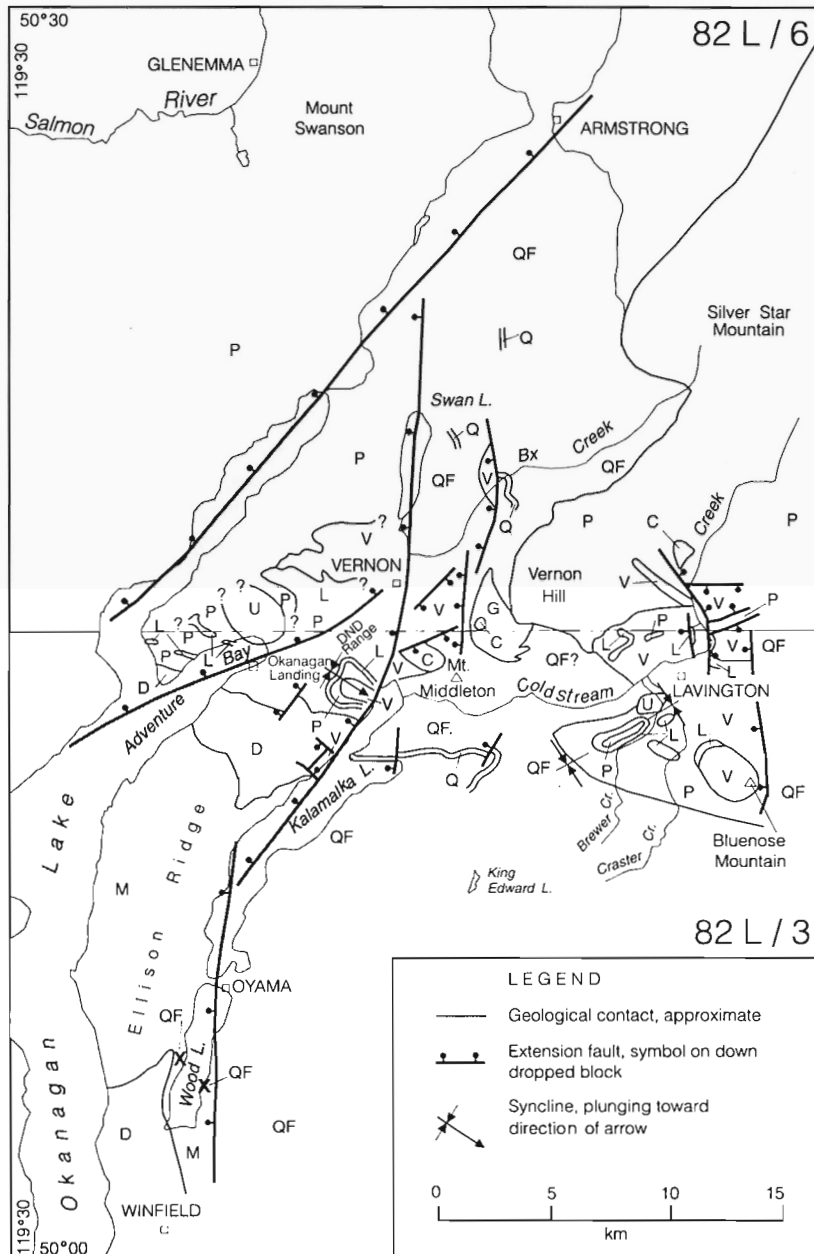 50°30
82 L/6
119°30
GLENEMMA
Salmon River
Mount
Swanson
ARMSTRONG
QF
Silver Star
Mountain
Q
P
Swan L.
Q
Bx Creek
P
QF
V
QF
Q
P
C
Creek
P
V ?
VERNON
V
Vernon
Hill
V
P
? ? U P L ?
L ? P P
V
G
Q
C
DND
Range
L
L P L
V
QF
P
L
Bay
Okanagan
Landing
V C Mt.
Middleton
QF?
V
Coldstream
LAVINGTON
D
Adventure
P
V
V
D
QF.
U
L L
V
QF
P
V
QF
P
Q
Kalamalka L.
QF
Brewer Cr.
Craster Cr.
Bluenose
Mountain
Lake
Ellison Ridge
M
King
Edward L.
82 L/3
OYAMA
QF
X
Wood L.
X QF
Okanagan
D
M
QF
WINFIELD
119°30
50°00
LEGEND
Geological contact, approximate
Extension fault, symbol on down
dropped block
Syncline, plunging toward
direction of arrow
0 5 10 15
km